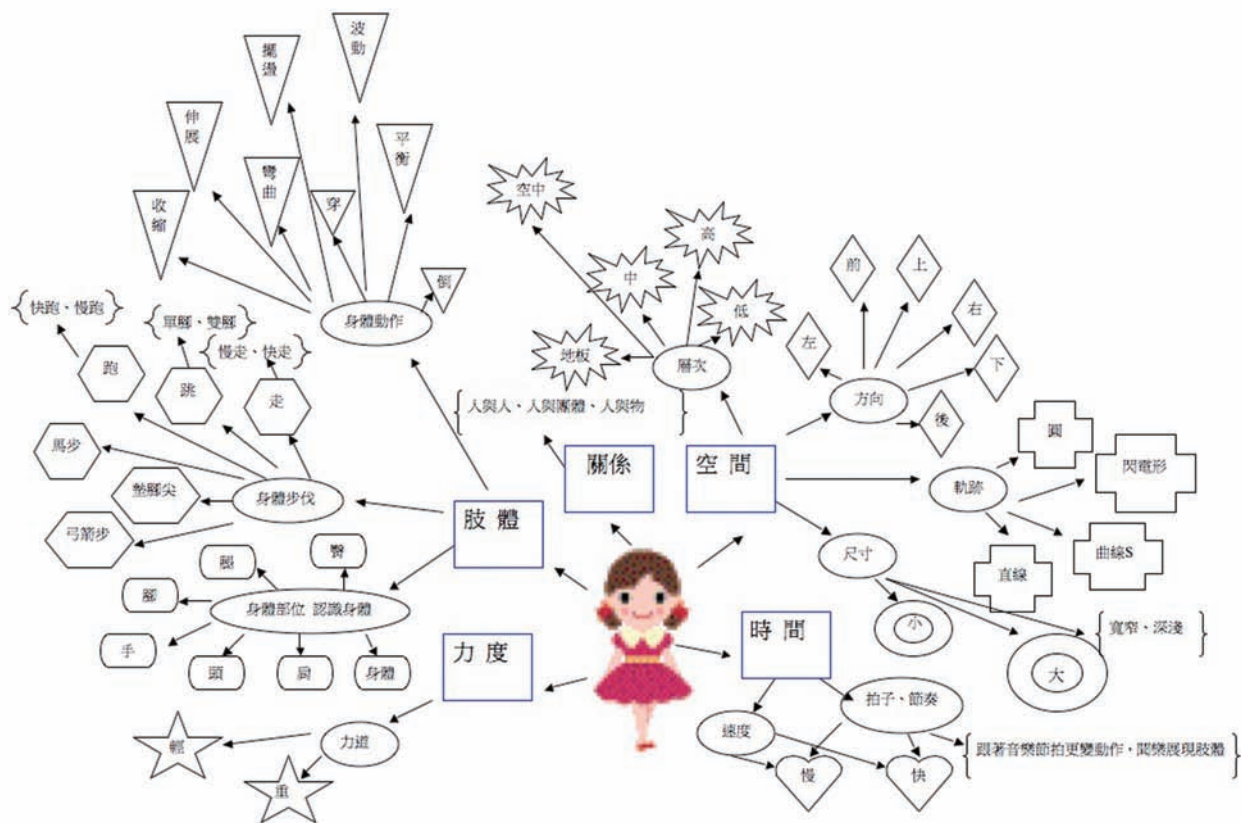 波動
擺盪
伸展
平衡
彎曲
收縮
穿
倒
身體動作
空中
高
中
低
地板
層次
前
上
右
左
下
後
方向
快跑、慢跑
單腳、雙腳
慢走、快走
跑
跳
走
馬步
墊腳尖
弓箭步
身體步伐
人與人、人與團體、人與物
關係
空間
肢體
圓
閃電形
軌跡
曲線S
直線
尺寸
小
大
寬窄、深淺
臀
腿
腳
手
頭
肩
身體
身體部位 認識身體
力度
力道
輕
重
時間
拍子、節奏
速度
慢
快
跟著音樂節拍更變動作，聞樂展現肢體